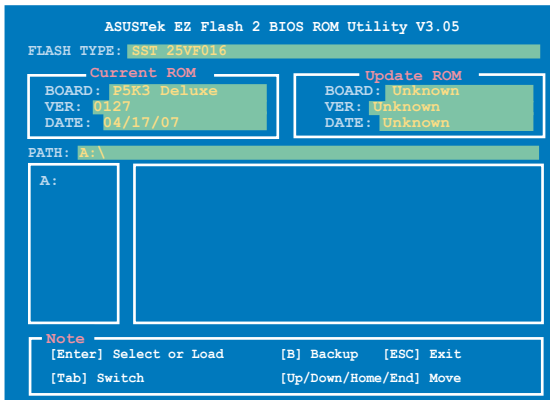 ASUSTek EZ Flash 2 BIOS ROM Utility V3.05
FLASH TYPE: SST 25VF016
Current ROM
BOARD: P5K3 Deluxe
VER: 0127
DATE: 04/17/07
Update ROM
BOARD: Unknown
VER: Unknown
DATE: Unknown
PATH: A:\
A:
Note
[Enter] Select or Load [B] Backup [ESC] Exit
[Tab] Switch [Up/Down/Home/End] Move